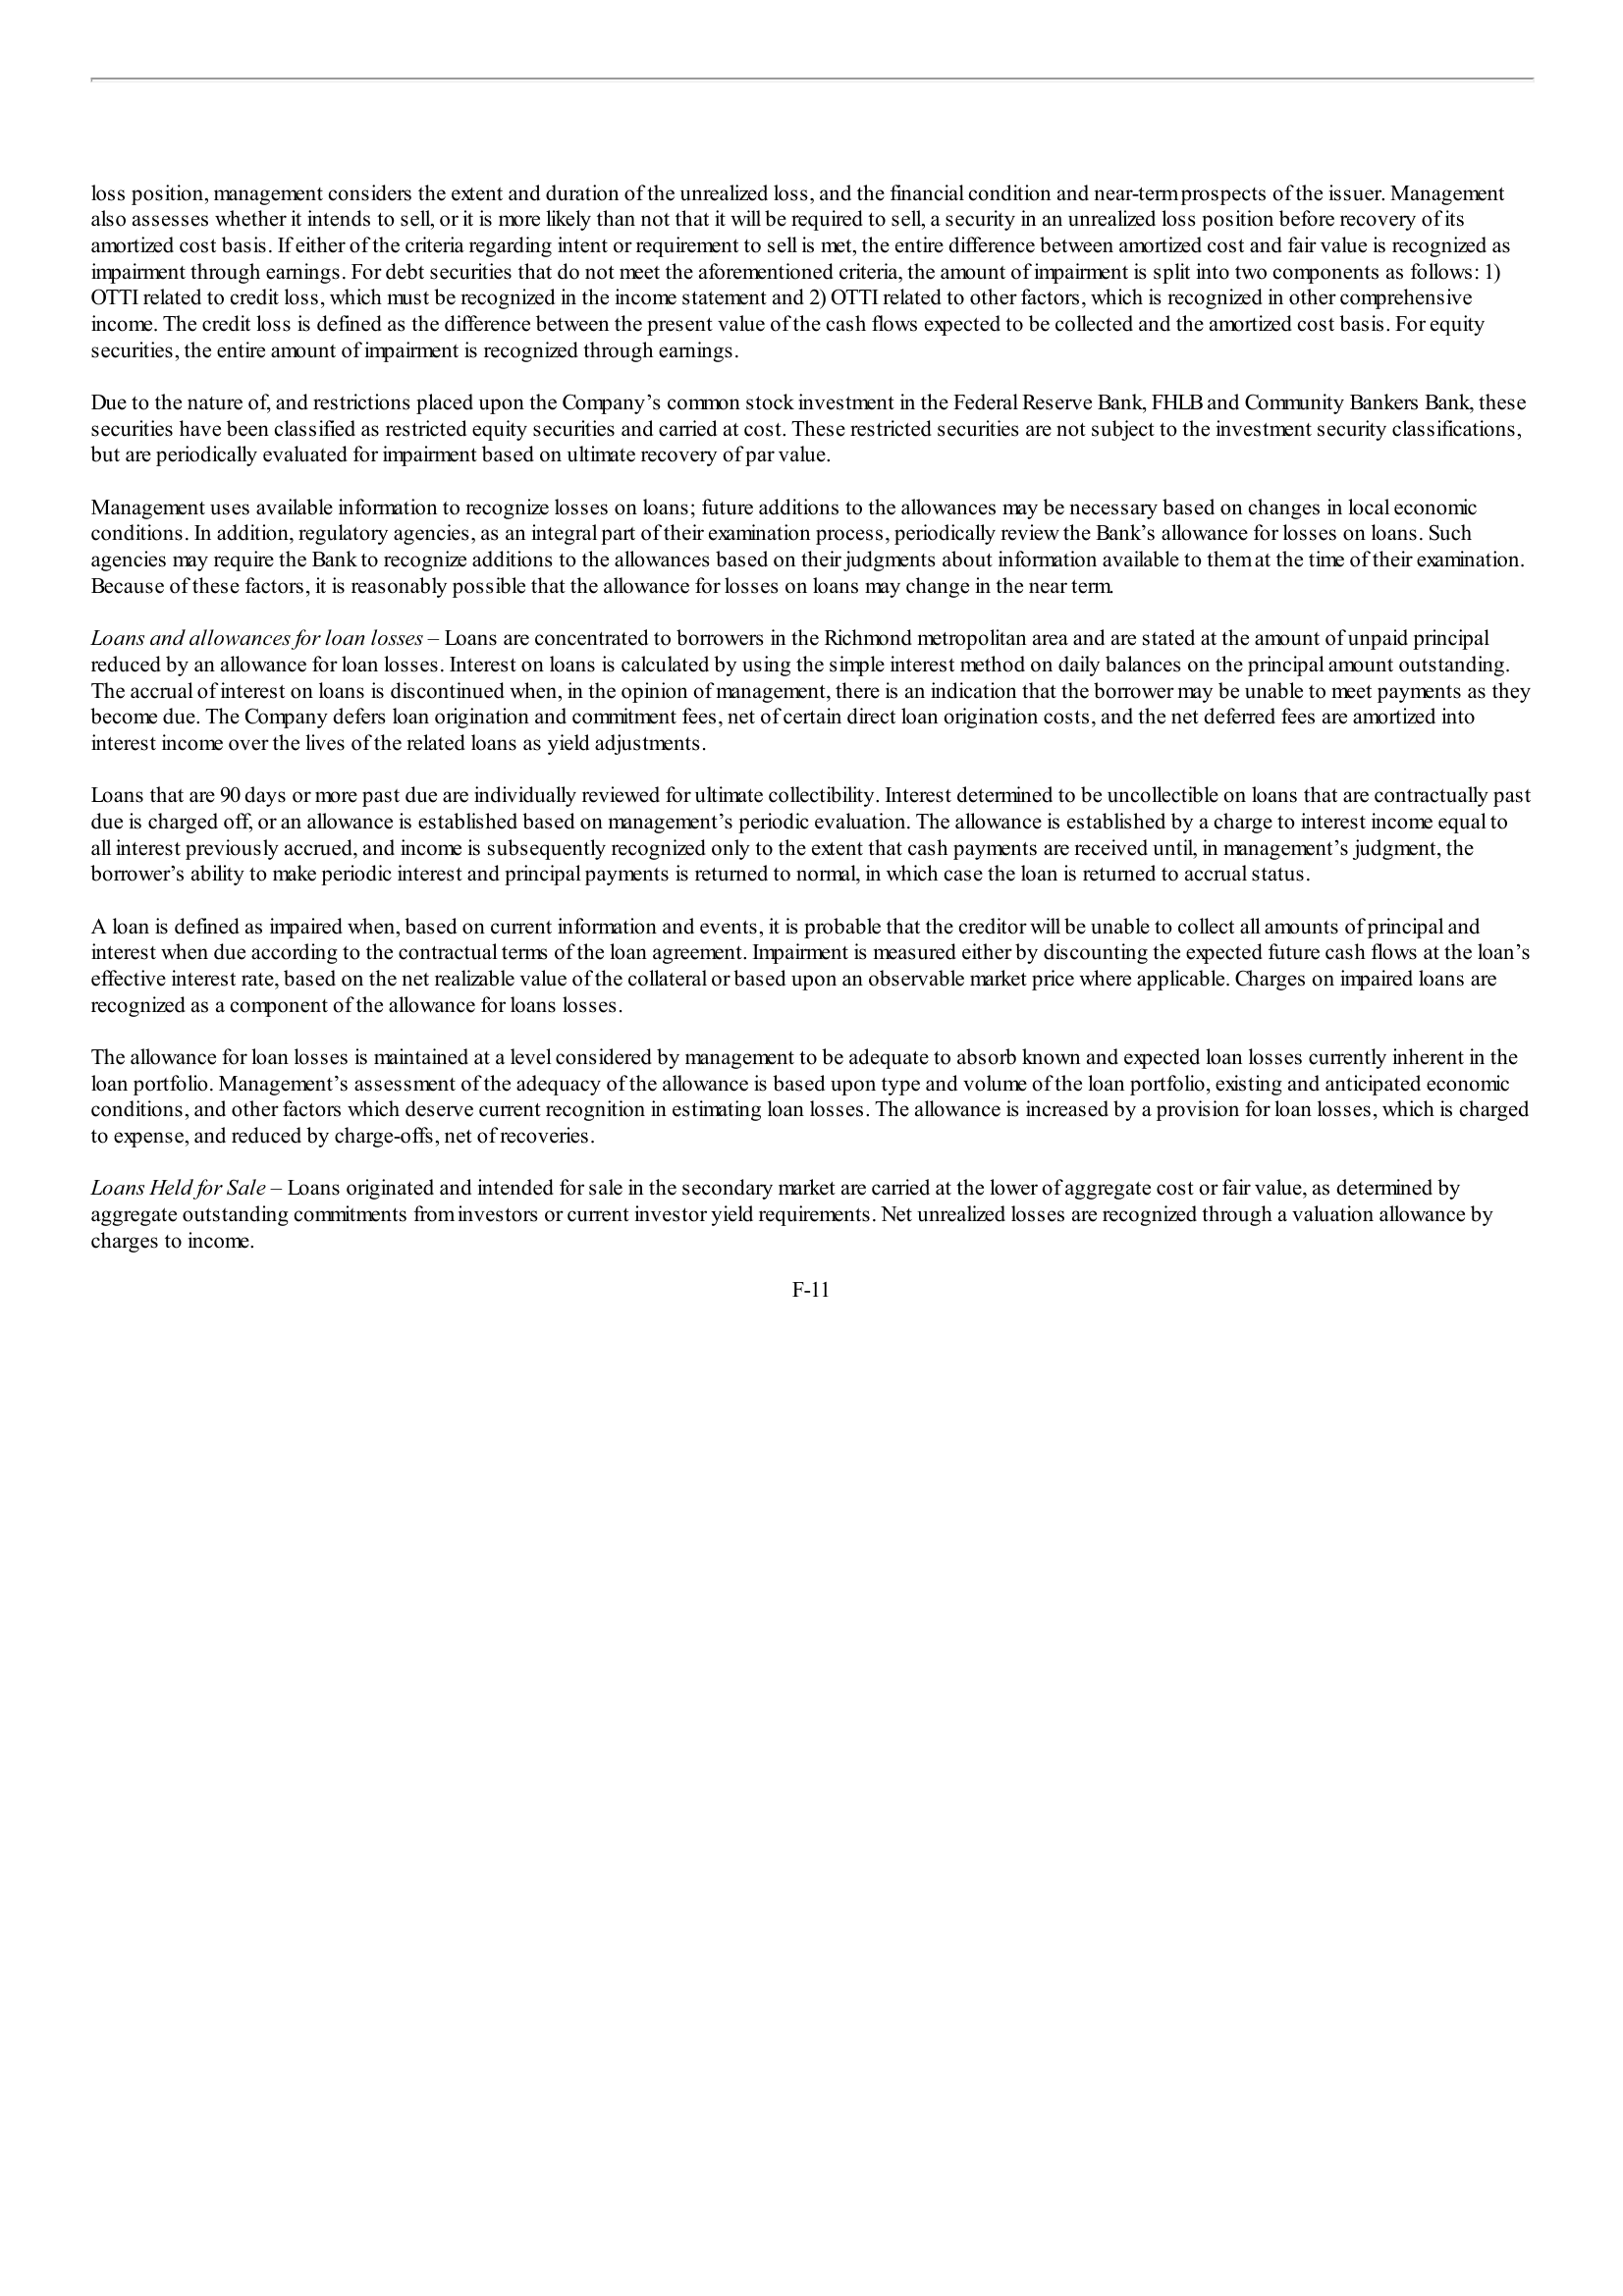 loss position, management considers the extent and duration of the unrealized loss, and the financial condition and near-term prospects of the issuer. Management
also assesses whether it intends to sell, or it is more likely than not that it will be required to sell, a security in an unrealized loss position before recovery of its
amortized cost basis. If either of the criteria regarding intent or requirement to sell is met, the entire difference between amortized cost and fair value is recognized as
impairment through earnings. For debt securities that do not meet the aforementioned criteria, the amount of impairment is split into two components as follows: 1)
OTTI related to credit loss, which must be recognized in the income statement and 2) OTTI related to other factors, which is recognized in other comprehensive
income. The credit loss is defined as the difference between the present value of the cash flows expected to be collected and the amortized cost basis. For equity
securities, the entire amount of impairment is recognized through earnings.
Due to the nature of, and restrictions placed upon the Company’s common stock investment in the Federal Reserve Bank, FHLB and Community Bankers Bank, these
securities have been classified as restricted equity securities and carried at cost. These restricted securities are not subject to the investment security classifications,
but are periodically evaluated for impairment based on ultimate recovery of par value.
Management uses available information to recognize losses on loans; future additions to the allowances may be necessary based on changes in local economic
conditions. In addition, regulatory agencies, as an integral part of their examination process, periodically review the Bank’s allowance for losses on loans. Such
agencies may require the Bank to recognize additions to the allowances based on their judgments about information available to them at the time of their examination.
Because of these factors, it is reasonably possible that the allowance for losses on loans may change in the near term.
Loans and allowances for loan losses – Loans are concentrated to borrowers in the Richmond metropolitan area and are stated at the amount of unpaid principal
reduced by an allowance for loan losses. Interest on loans is calculated by using the simple interest method on daily balances on the principal amount outstanding.
The accrual of interest on loans is discontinued when, in the opinion of management, there is an indication that the borrower may be unable to meet payments as they
become due. The Company defers loan origination and commitment fees, net of certain direct loan origination costs, and the net deferred fees are amortized into
interest income over the lives of the related loans as yield adjustments.
Loans that are 90 days or more past due are individually reviewed for ultimate collectibility. Interest determined to be uncollectible on loans that are contractually past
due is charged off, or an allowance is established based on management’s periodic evaluation. The allowance is established by a charge to interest income equal to
all interest previously accrued, and income is subsequently recognized only to the extent that cash payments are received until, in management’s judgment, the
borrower’s ability to make periodic interest and principal payments is returned to normal, in which case the loan is returned to accrual status.
A loan is defined as impaired when, based on current information and events, it is probable that the creditor will be unable to collect all amounts of principal and
interest when due according to the contractual terms of the loan agreement. Impairment is measured either by discounting the expected future cash flows at the loan’s
effective interest rate, based on the net realizable value of the collateral or based upon an observable market price where applicable. Charges on impaired loans are
recognized as a component of the allowance for loans losses.
The allowance for loan losses is maintained at a level considered by management to be adequate to absorb known and expected loan losses currently inherent in the
loan portfolio. Management’s assessment of the adequacy of the allowance is based upon type and volume of the loan portfolio, existing and anticipated economic
conditions, and other factors which deserve current recognition in estimating loan losses. The allowance is increased by a provision for loan losses, which is charged
to expense, and reduced by charge-offs, net of recoveries.
Loans Held for Sale – Loans originated and intended for sale in the secondary market are carried at the lower of aggregate cost or fair value, as determined by
aggregate outstanding commitments from investors or current investor yield requirements. Net unrealized losses are recognized through a valuation allowance by
charges to income.
F-11